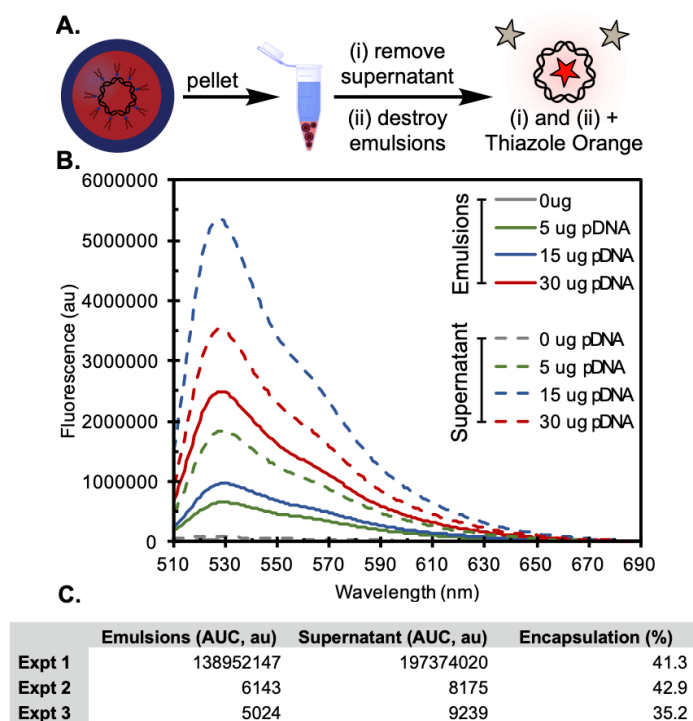 A.
pellet
(i) remove
supernatant
(ii) destroy
emulsions
(i) and (ii) +
Thiazole Orange
B.
Fluorescence (au)
6000000
5000000
4000000
3000000
2000000
1000000
0
510 530 550 570 590 610 630 650 670 690
Wavelength (nm)
Emulsions
0ug
5 ug pDNA
15 ug pDNA
30 ug pDNA
Supernatant
0 ug pDNA
5 ug pDNA
15 ug pDNA
30 ug pDNA
C.
Emulsions (AUC, au) Supernatant (AUC, au) Encapsulation (%)
Expt 1 138952147 197374020 41.3
Expt 2 6143 8175 42.9
Expt 3 5024 9239 35.2